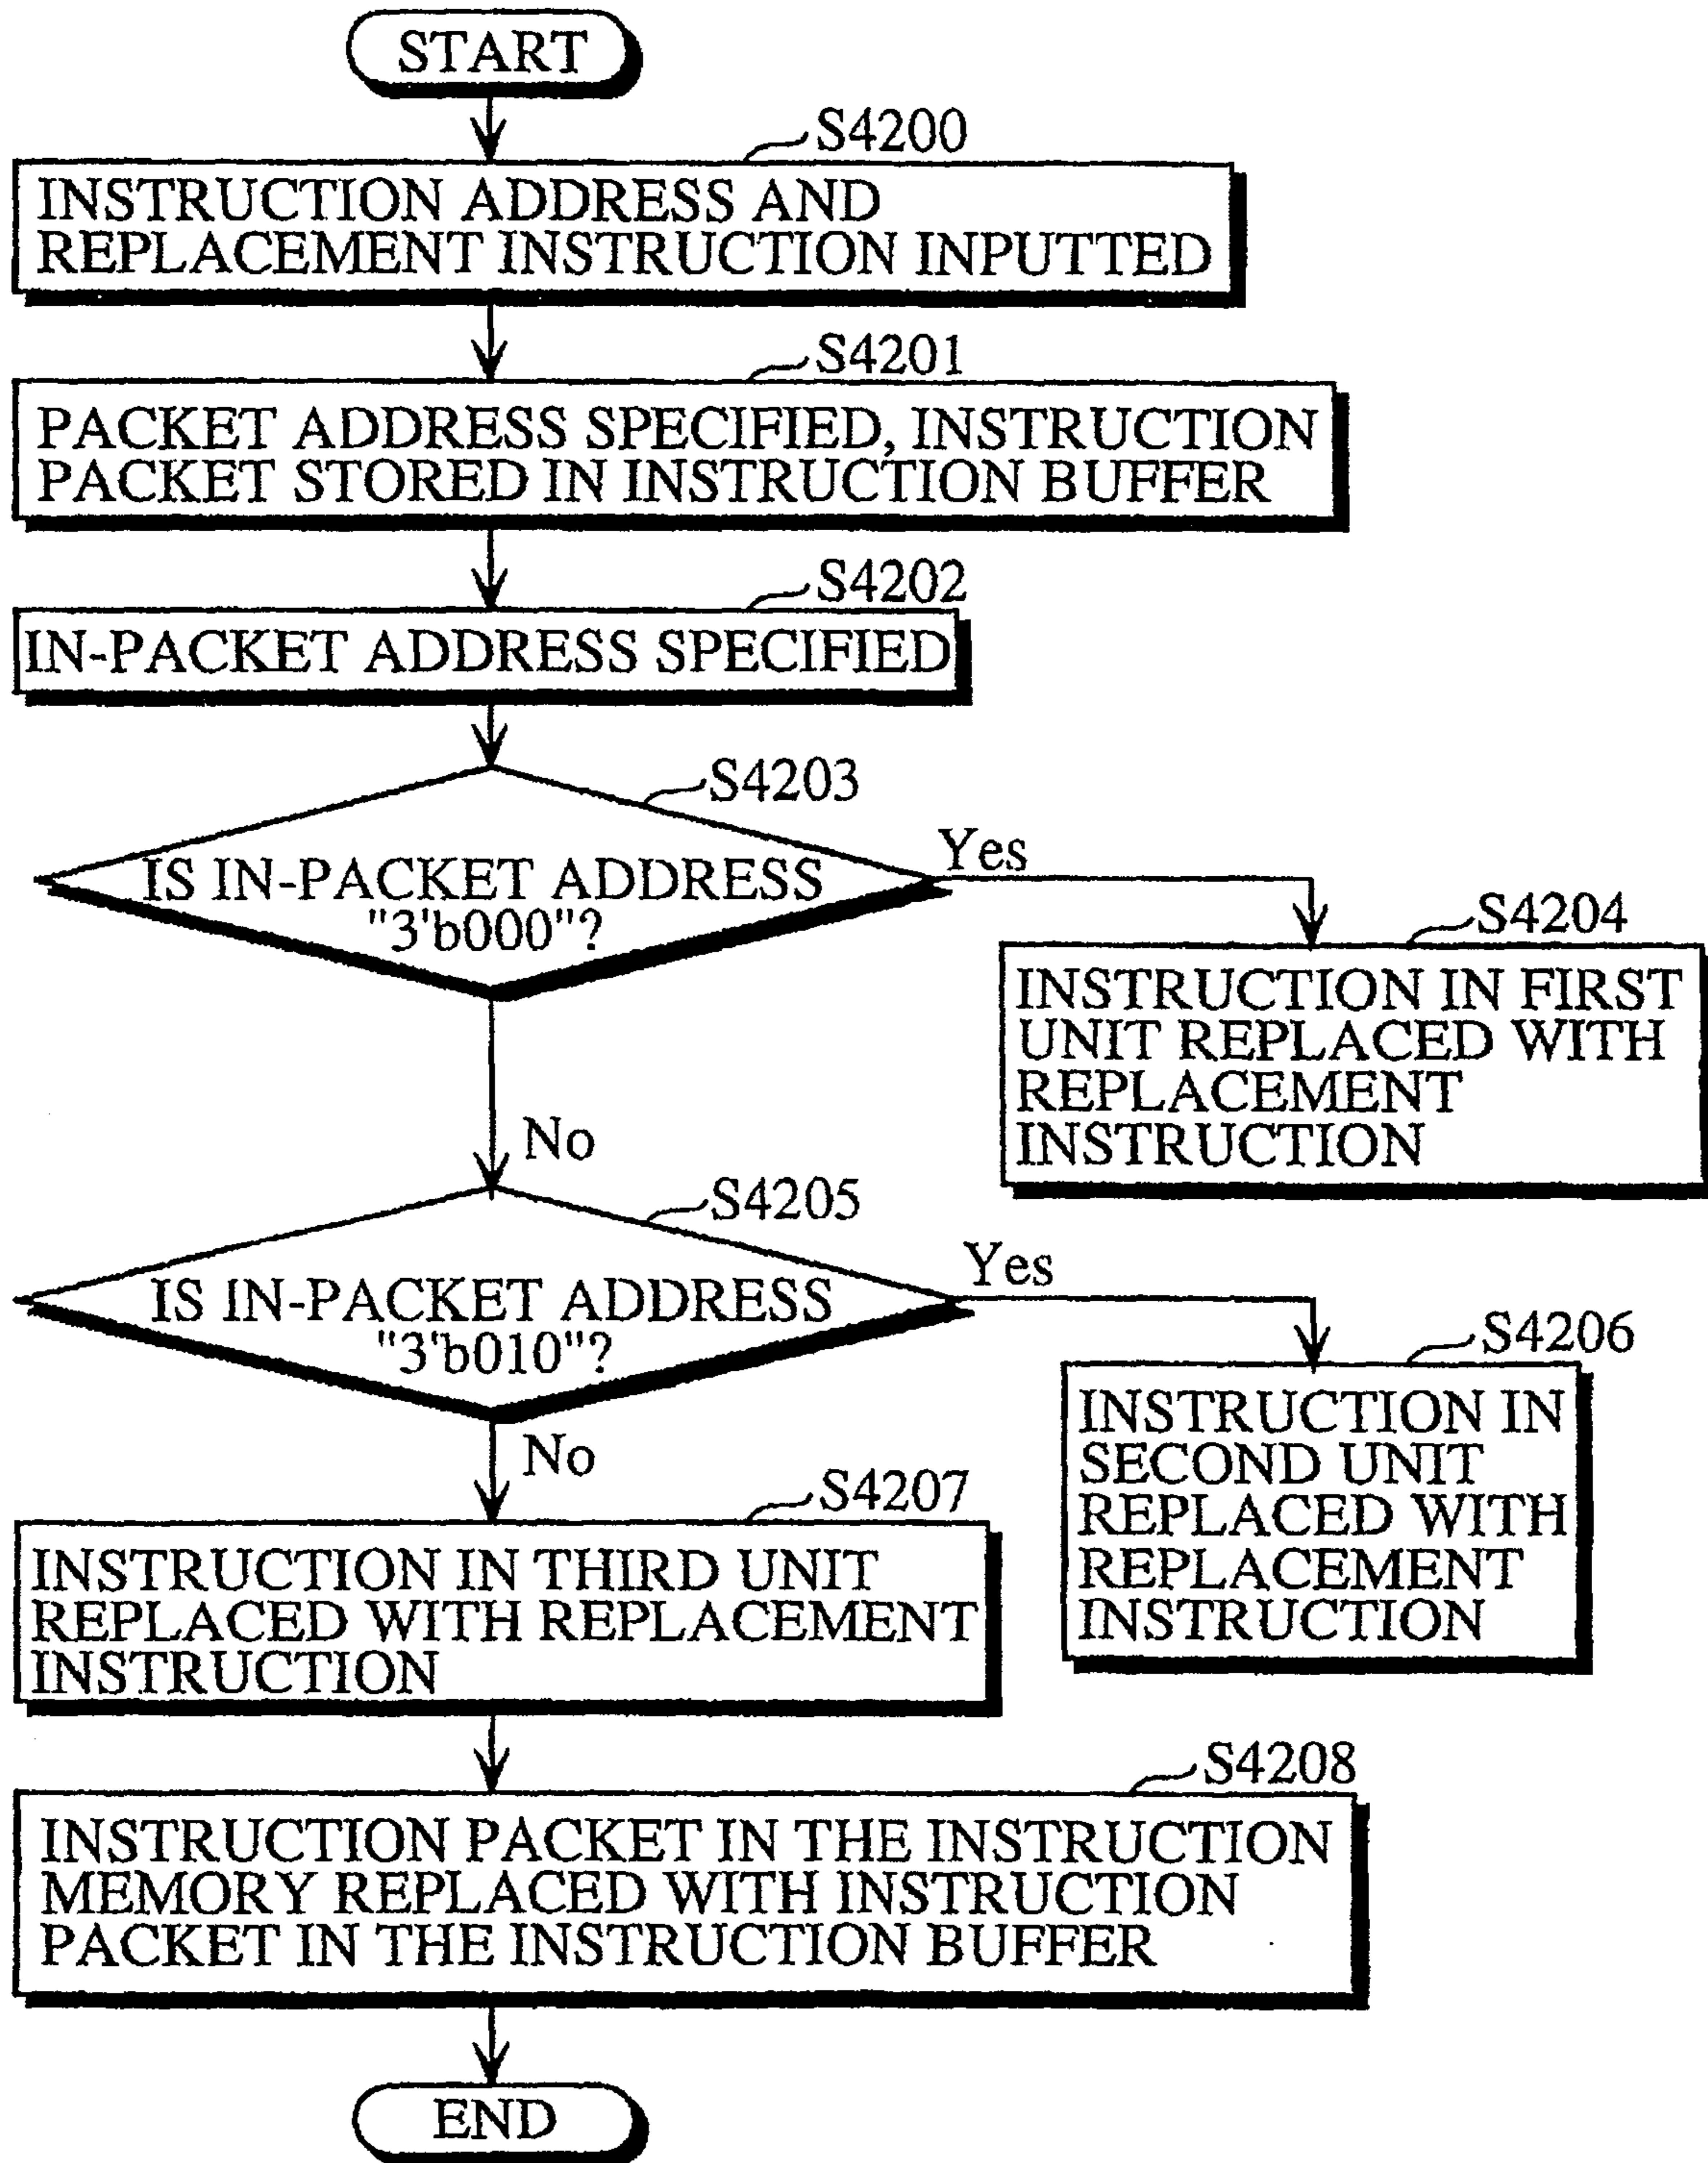 START
S4200
INSTRUCTION ADDRESS AND
REPLACEMENT INSTRUCTION INPUTTED
S4201
PACKET ADDRESS SPECIFIED, INSTRUCTION
PACKET STORED IN INSTRUCTION BUFFER
S4202
IN-PACKET ADDRESS SPECIFIED
S4203
IS IN-PACKET ADDRESS
"3'b000"?
Yes
S4204
INSTRUCTION IN FIRST
UNIT REPLACED WITH
REPLACEMENT
INSTRUCTION
No
S4205
IS IN-PACKET ADDRESS
"3'b010"?
Yes
S4206
INSTRUCTION IN
SECOND UNIT
REPLACED WITH
REPLACEMENT
INSTRUCTION
No
S4207
INSTRUCTION IN THIRD UNIT
REPLACED WITH REPLACEMENT
INSTRUCTION
S4208
INSTRUCTION PACKET IN THE INSTRUCTION
MEMORY REPLACED WITH INSTRUCTION
PACKET IN THE INSTRUCTION BUFFER
END